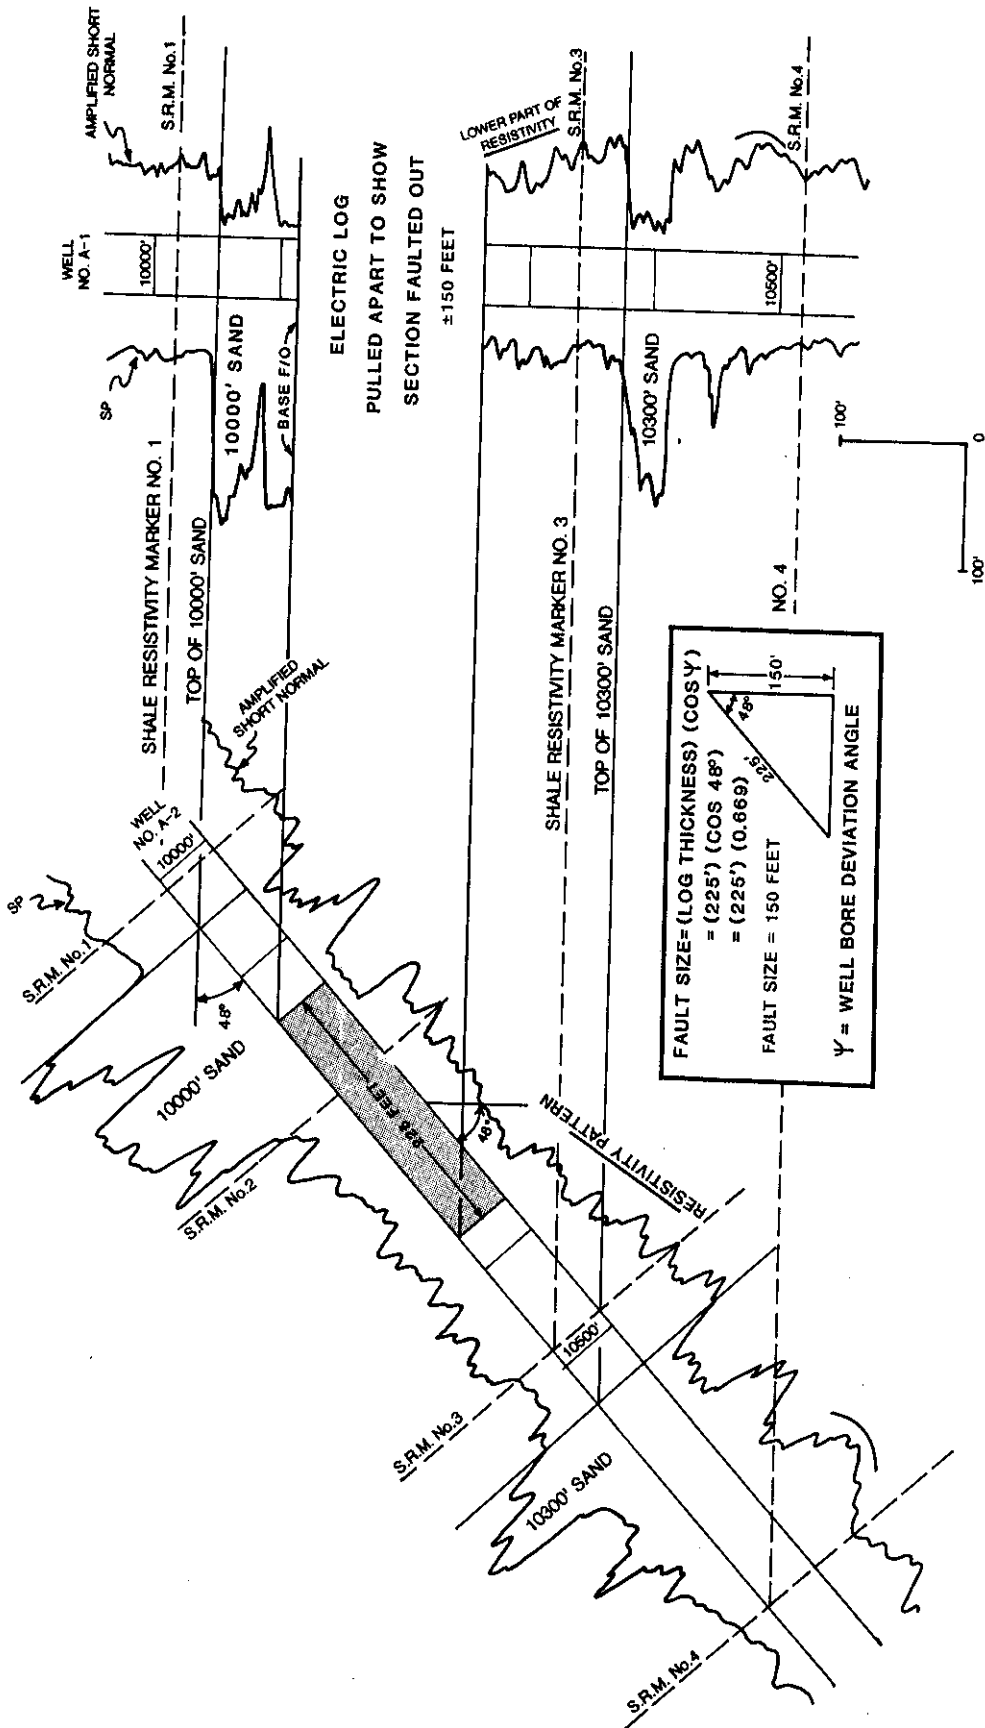 AMPLIFIED SHORT
NORMAL
S.R.M. No.1
WELL
NO. A-1
10000'
SP
SHALE RESISTIVITY MARKER NO. 1
10000' SAND
TOP OF 10000' SAND
BASE F/O
ELECTRIC LOG
PULLED APART TO SHOW
SECTION FAULTED OUT
±150 FEET
LOWER PART OF
RESISTIVITY
S.R.M. No.3
S.R.M. No.4
10500'
10300' SAND
SHALE RESISTIVITY MARKER NO. 3
TOP OF 10300' SAND
NO. 4
100'
0
100'
AMPLIFIED
SHORT NORMAL
WELL
NO. A-2
10000'
SP
S.R.M. No.1
48°
10000' SAND
S.R.M. No.2
225 FEET
48°
RESISTIVITY PATTERN
10500'
S.R.M. No.3
10300' SAND
S.R.M. No.4
FAULT SIZE=(LOG THICKNESS) (COSΨ)
= (225') (COS 48°)
= (225') (0.669)
FAULT SIZE = 150 FEET
225'
48°
150'
Ψ = WELL BORE DEVIATION ANGLE